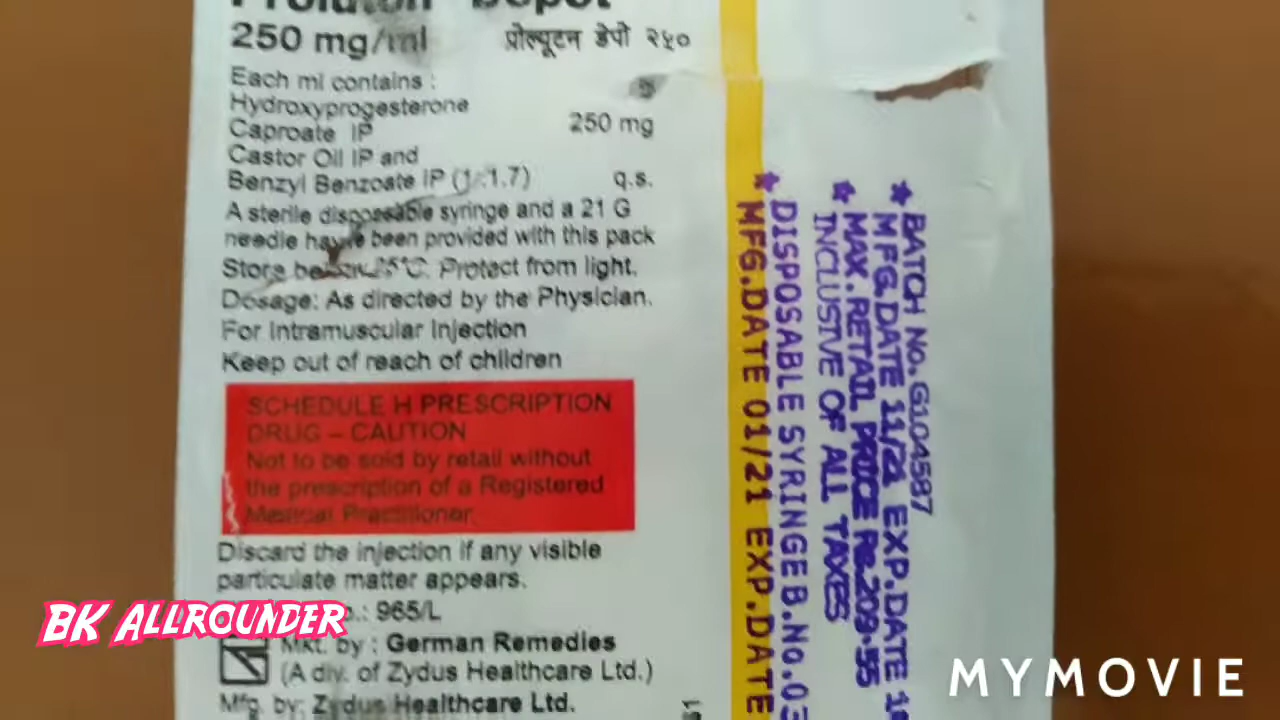 Proluton Depot
250 mg/ml प्रोल्यूटन डेपो २५०
Each ml contains :
Hydroxyprogesterone
Caproate IP 250 mg
Castor Oil IP and
Benzyl Benzoate IP (1:1.7) q.s.
A sterile disposable syringe and a 21 G
needle have been provided with this pack
Store below 25°C. Protect from light.
Dosage: As directed by the Physician.
For Intramuscular Injection
Keep out of reach of children
SCHEDULE H PRESCRIPTION
DRUG – CAUTION
Not to be sold by retail without
the prescription of a Registered
Medical Practitioner.
Discard the injection if any visible
particulate matter appears.
965/L
Mkt. by : German Remedies
(A div. of Zydus Healthcare Ltd.)
Mfg. by: Zydus Healthcare Ltd.
* BATCH NO. G104587
MFG.DATE 11/21 EXP.DATE
* MAX.RETAIL PRICE Rs.209.55
INCLUSIVE OF ALL TAXES
* DISPOSABLE SYRINGE B.NO.03
MFG.DATE 01/21 EXP.DATE
BK ALLROUNDER
MYMOVIE